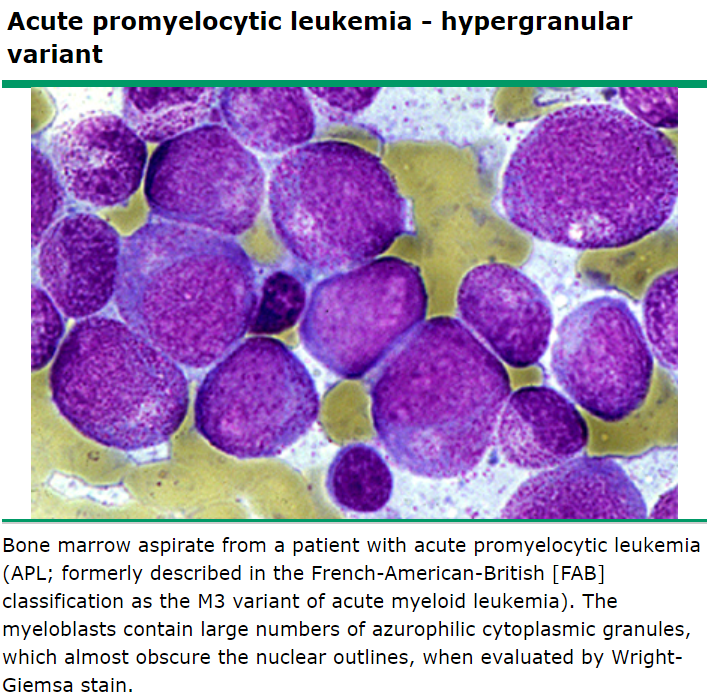 Acute promyelocytic leukemia - hypergranular
variant
Bone marrow aspirate from a patient with acute promyelocytic leukemia
(APL; formerly described in the French-American-British [FAB]
classification as the M3 variant of acute myeloid leukemia). The
myeloblasts contain large numbers of azurophilic cytoplasmic granules,
which almost obscure the nuclear outlines, when evaluated by Wright-
Giemsa stain.